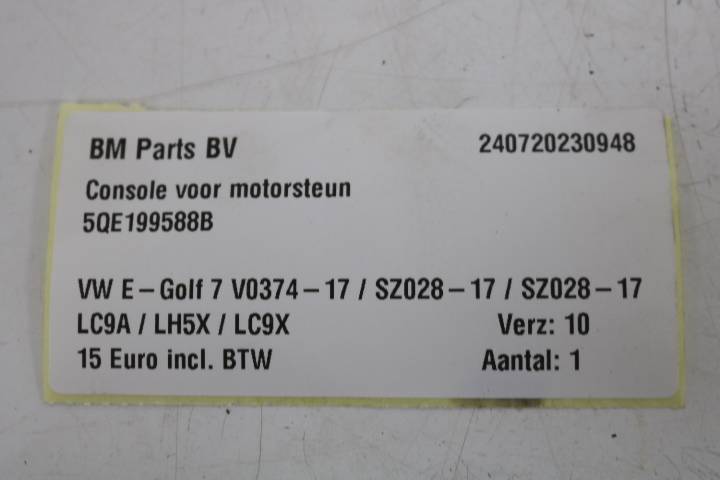 BM Parts BV 240720230948
Console voor motorsteun
5QE199588B
VW E-Golf 7 V0374-17 / SZ028-17 / SZ028-17
LC9A / LH5X / LC9X Verz: 10
15 Euro incl. BTW Aantal: 1